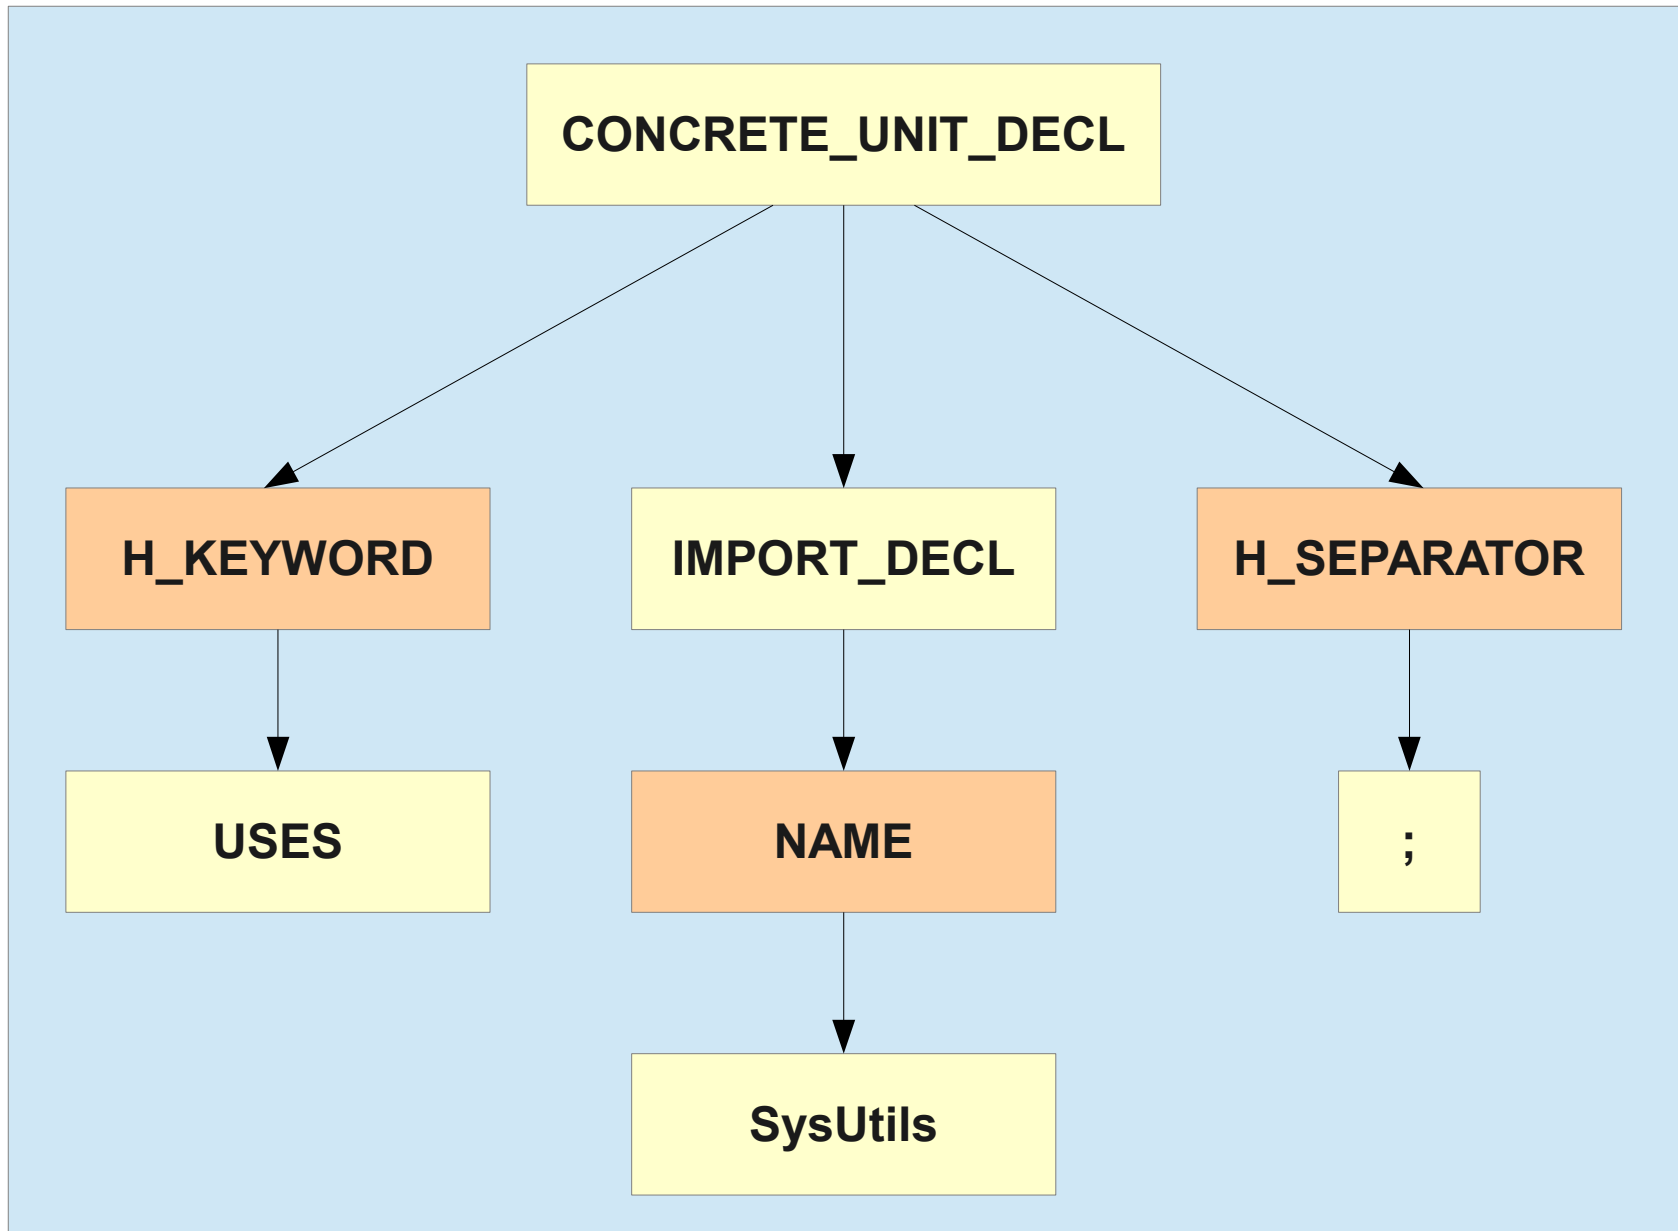 CONCRETE_UNIT_DECL
H_KEYWORD
IMPORT_DECL
H_SEPARATOR
USES
NAME
;
SysUtils